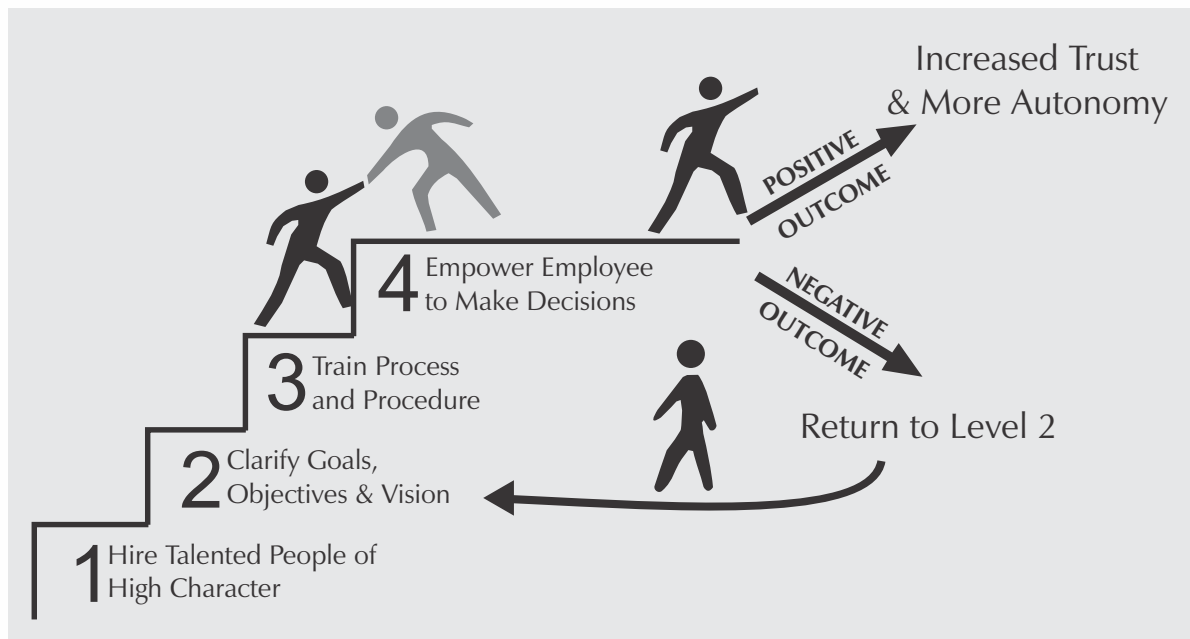 Increased Trust
& More Autonomy
POSITIVE
OUTCOME
4 Empower Employee
to Make Decisions
NEGATIVE
OUTCOME
3 Train Process
and Procedure
Return to Level 2
2 Clarify Goals,
Objectives & Vision
1 Hire Talented People of
High Character